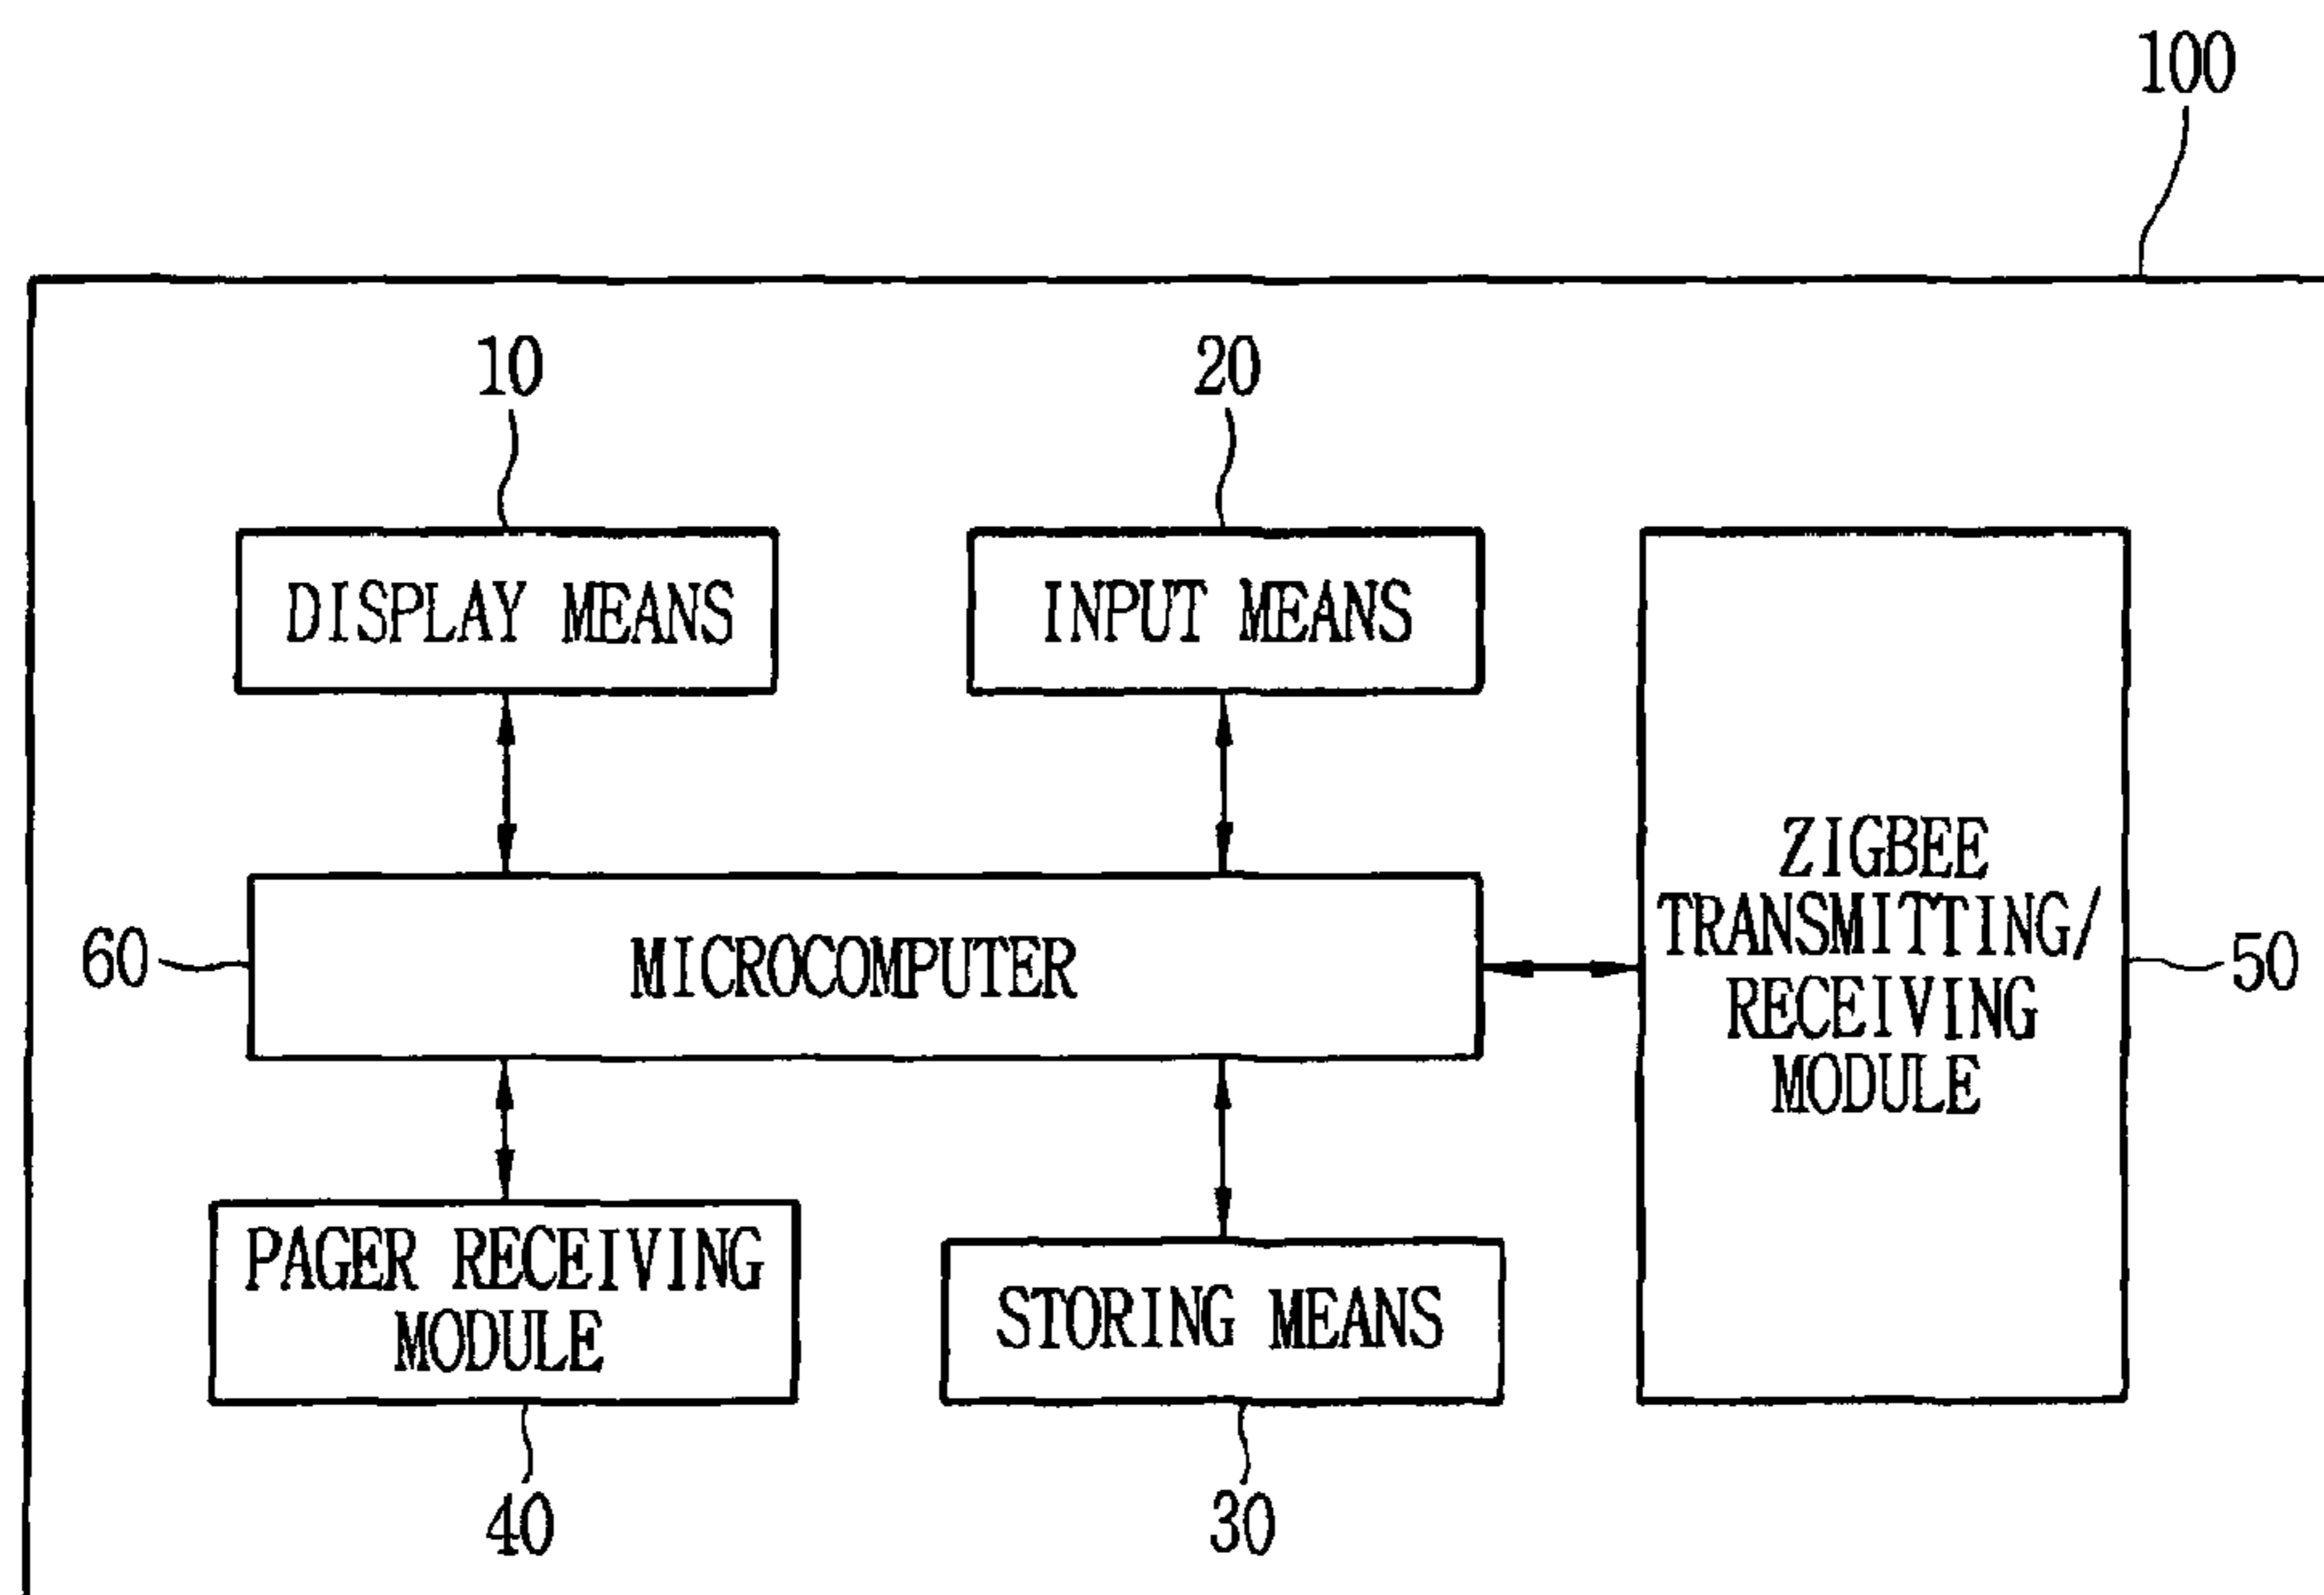 100
10
20
DISPLAY MEANS
INPUT MEANS
ZIGBEE
TRANSMITTING/
RECEIVING
MODULE
60
MICROCOMPUTER
50
PAGER RECEIVING
MODULE
STORING MEANS
40
30